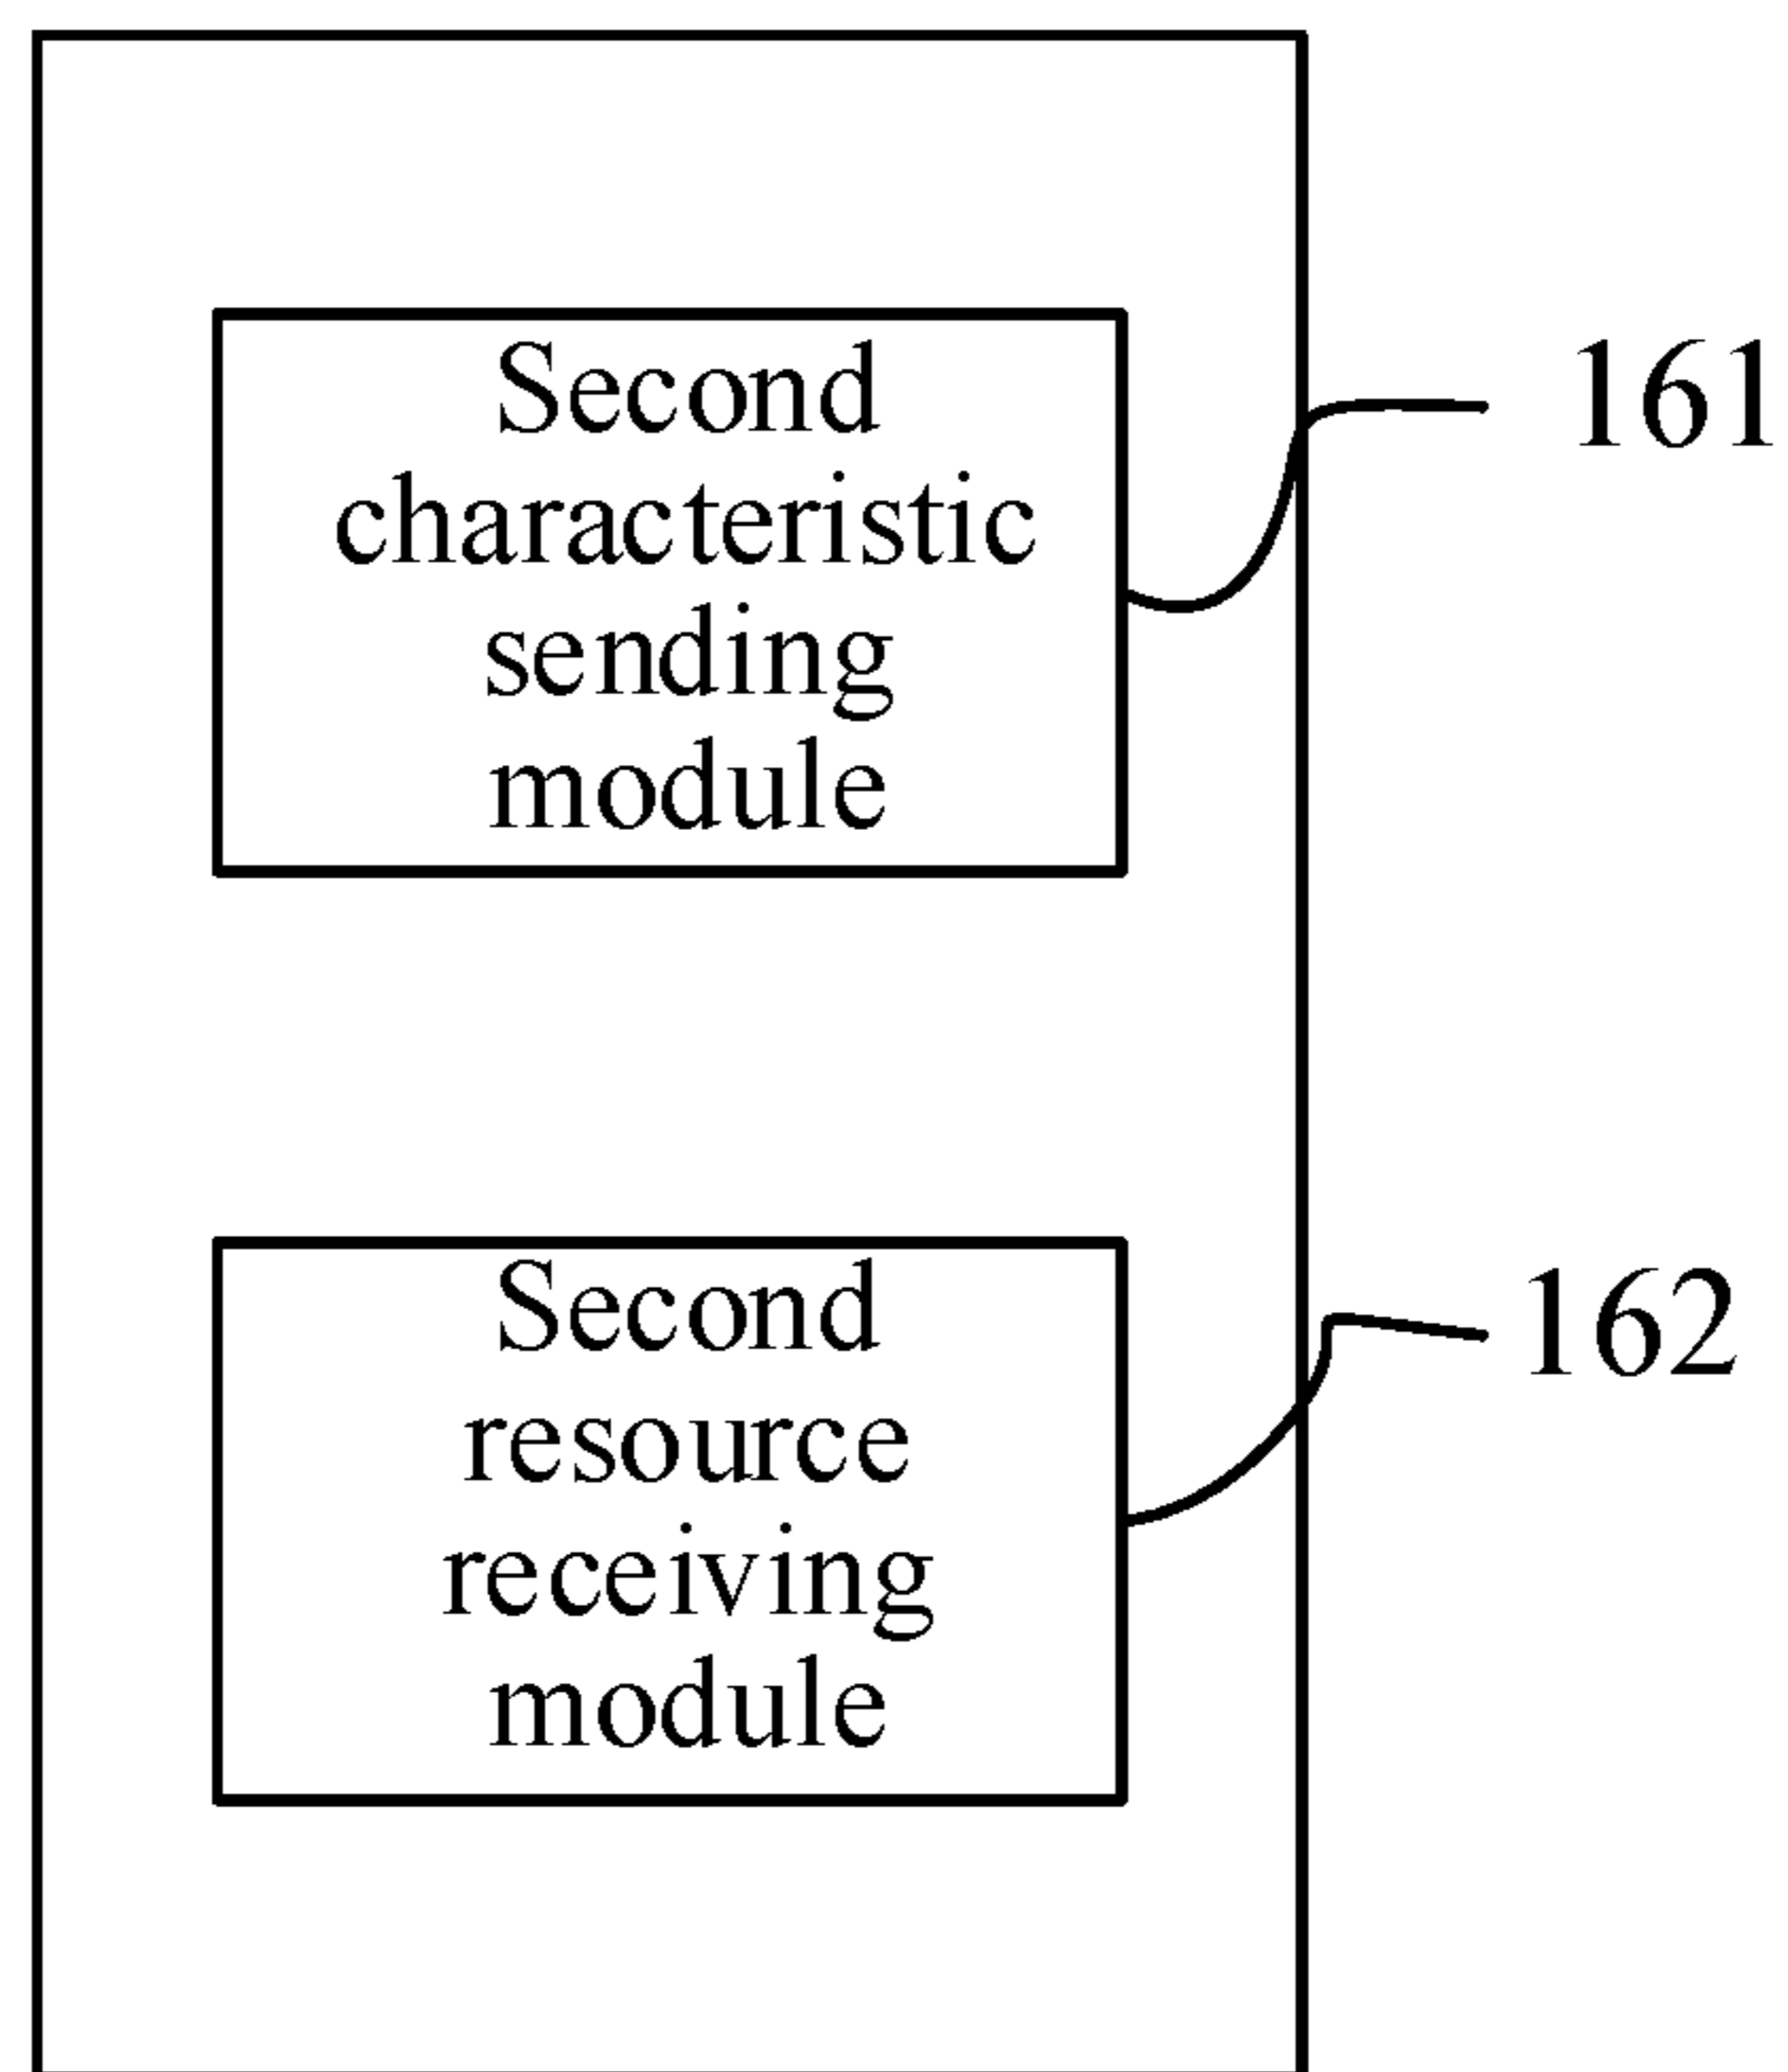 Second
characteristic
sending
module
161
Second
resource
receiving
module
162